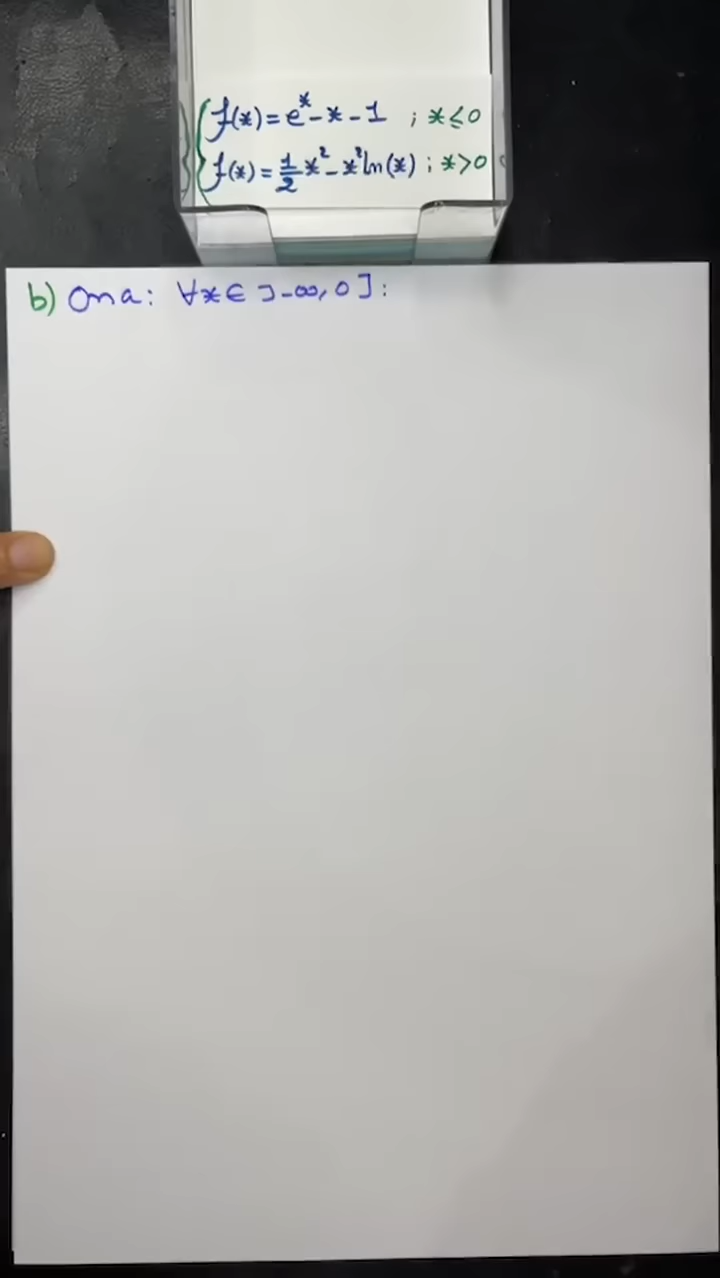 { f(x) = e^x - x - 1 ; x ≤ 0
{ f(x) = 1/2 x² - x² ln(x) ; x > 0
b) On a : ∀x ∈ ]-∞, 0] :